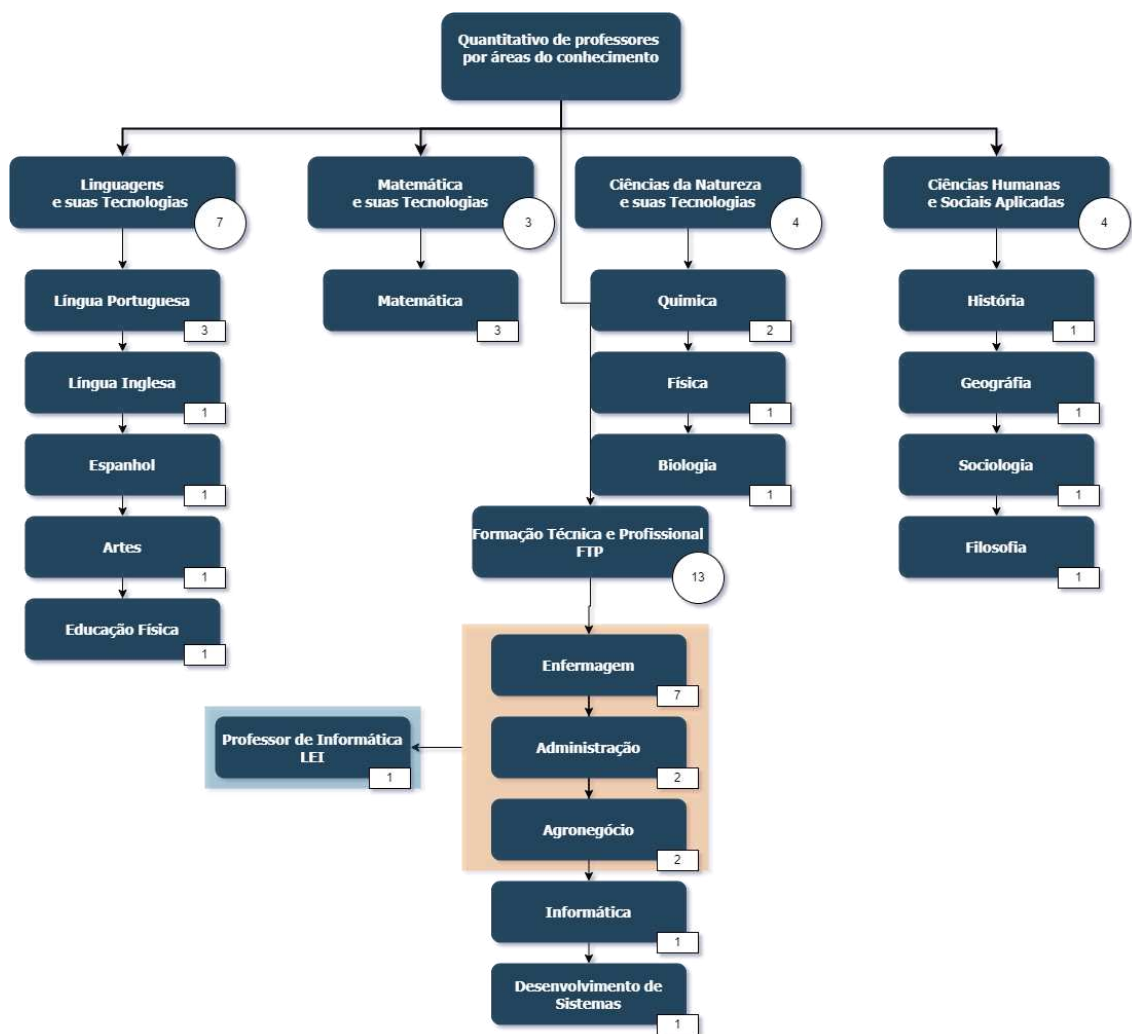 Quantitativo de professores
por áreas do conhecimento
Linguagens
e suas Tecnologias
7
Língua Portuguesa
3
Língua Inglesa
1
Espanhol
1
Artes
1
Educação Física
1
Matemática
e suas Tecnologias
3
Matemática
3
Ciências da Natureza
e suas Tecnologias
4
Quimica
2
Física
1
Biologia
1
Ciências Humanas
e Sociais Aplicadas
4
História
1
Geográfia
1
Sociologia
1
Filosofia
1
Formação Técnica e Profissional
FTP
13
Enfermagem
7
Administração
2
Agronegócio
2
Professor de Informática
LEI
1
Informática
1
Desenvolvimento de
Sistemas
1